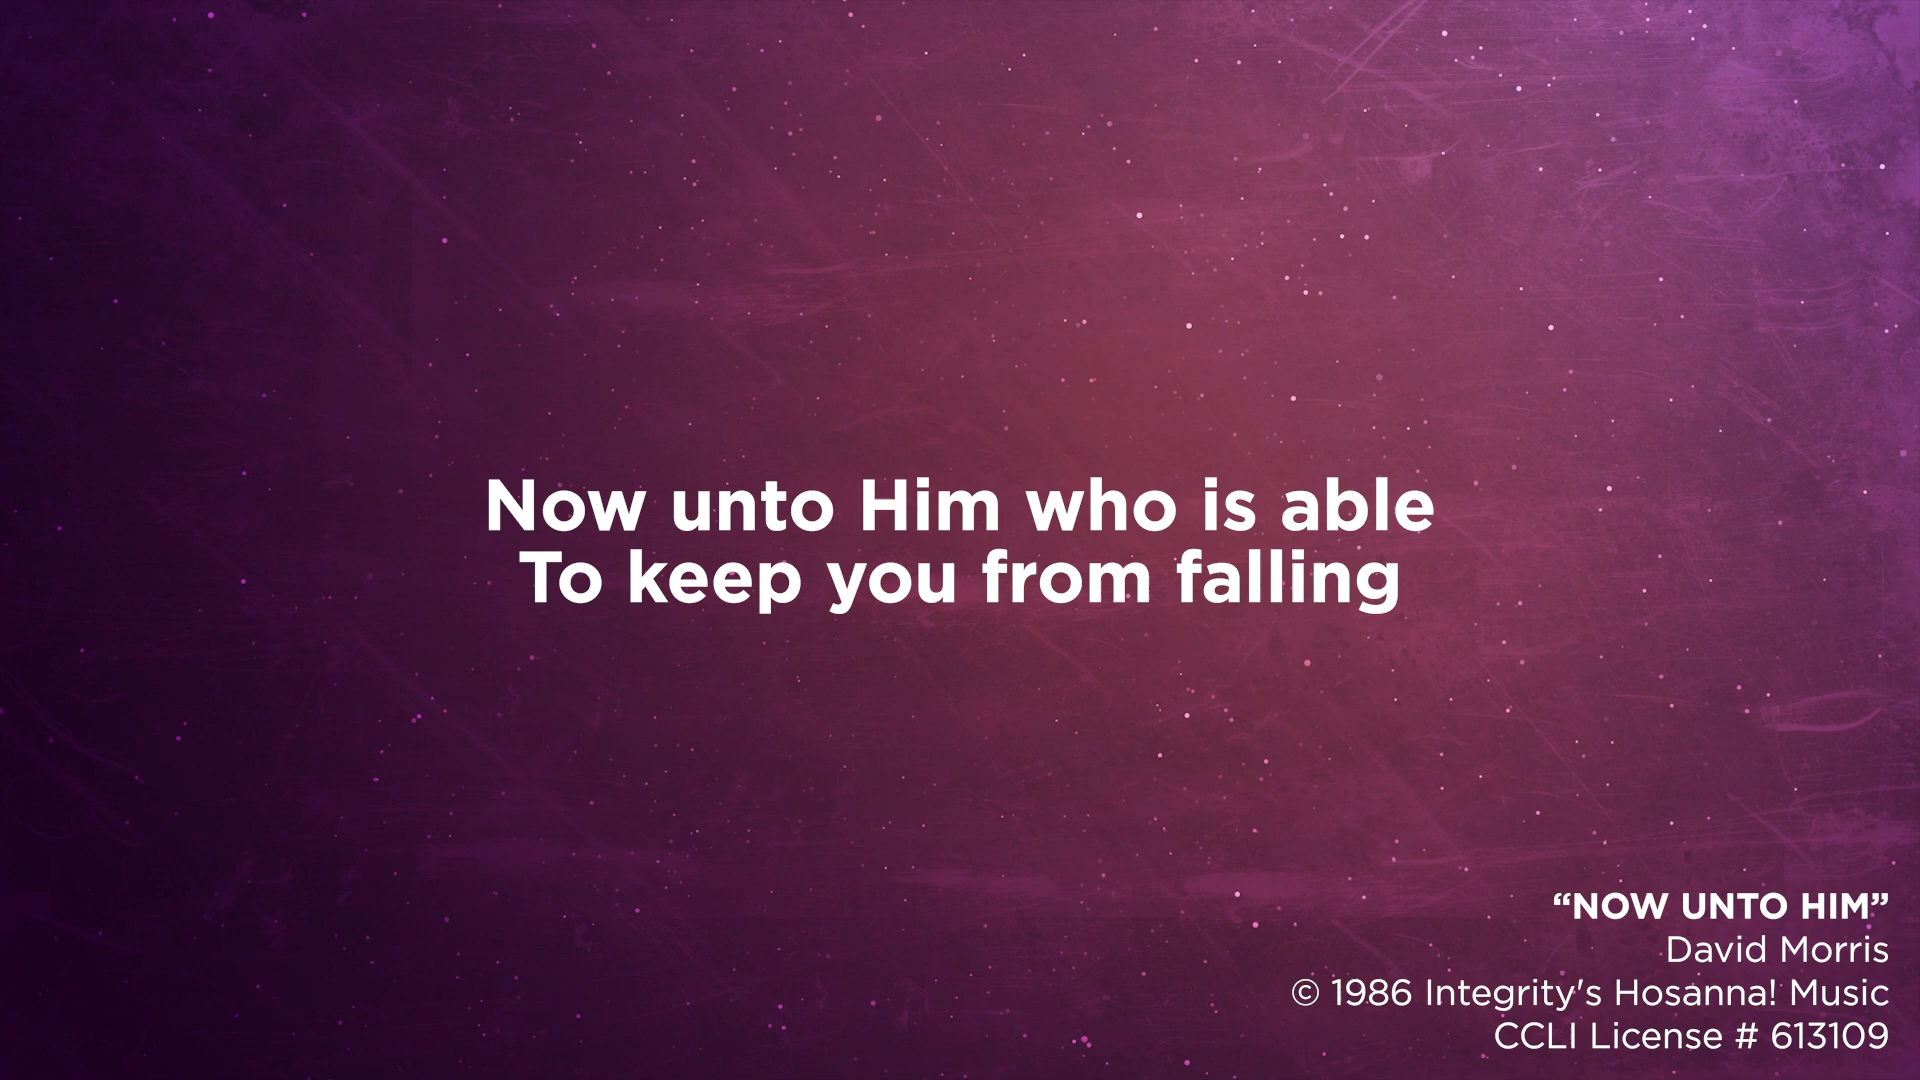 Now unto Him who is able
To keep you from falling
“NOW UNTO HIM”
David Morris
© 1986 Integrity's Hosanna! Music
CCLI License # 613109